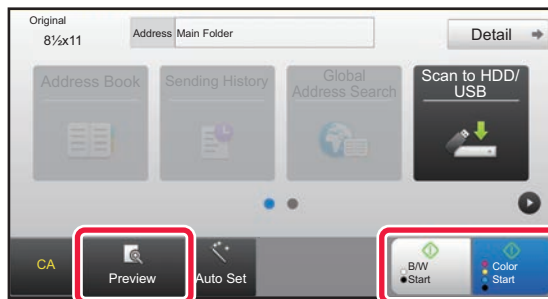 Original
8½x11
Address Main Folder
Detail
Address Book
Sending History
Global
Address Search
Scan to HDD/
USB
CA
Preview
Auto Set
B/W
Start
Color
Start